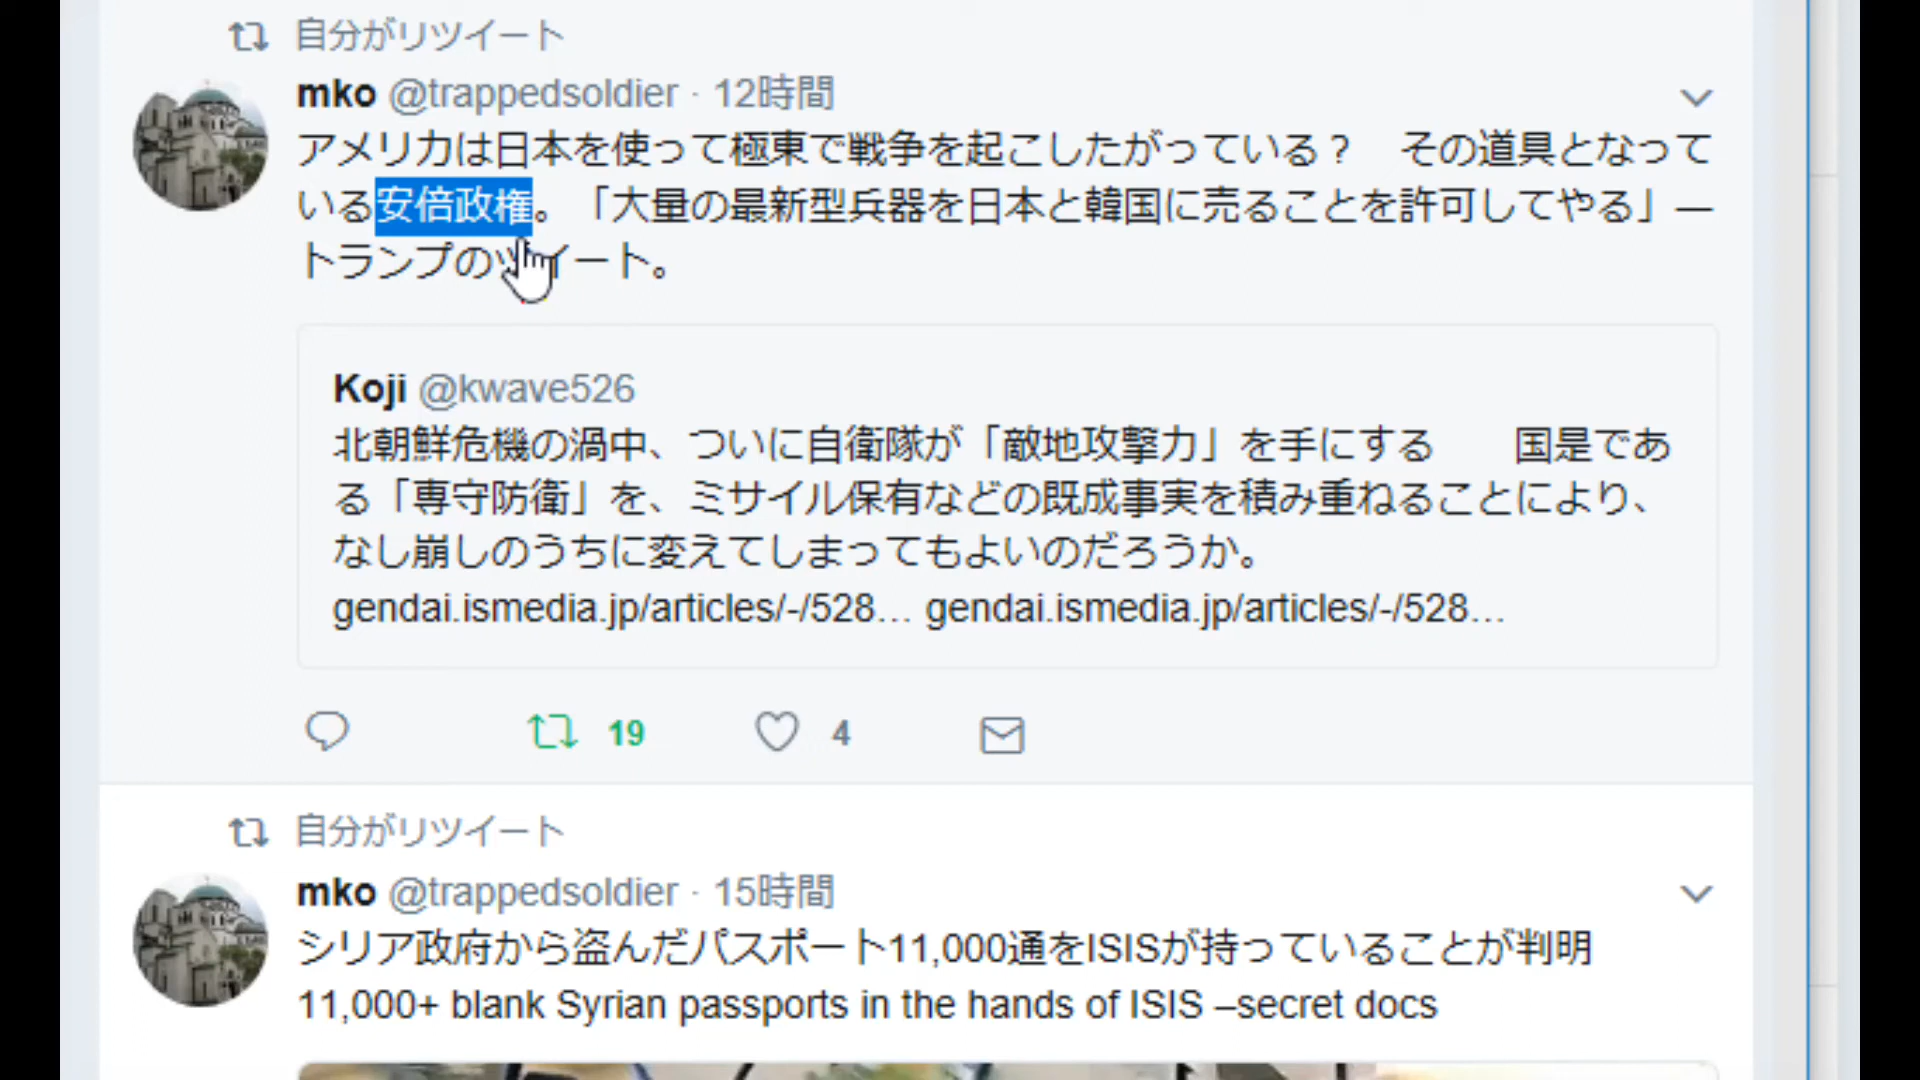 自分がリツイート
mko @trappedsoldier · 12時間
アメリカは日本を使って極東で戦争を起こしたがっている？　その道具となって
いる安倍政権。「大量の最新型兵器を日本と韓国に売ることを許可してやる」―
トランプのツイート。
Koji @kwave526
北朝鮮危機の渦中、ついに自衛隊が「敵地攻撃力」を手にする　　国是であ
る「専守防衛」を、ミサイル保有などの既成事実を積み重ねることにより、
なし崩しのうちに変えてしまってもよいのだろうか。
gendai.ismedia.jp/articles/-/528… gendai.ismedia.jp/articles/-/528…
19 4
自分がリツイート
mko @trappedsoldier · 15時間
シリア政府から盗んだパスポート11,000通をISISが持っていることが判明
11,000+ blank Syrian passports in the hands of ISIS –secret docs